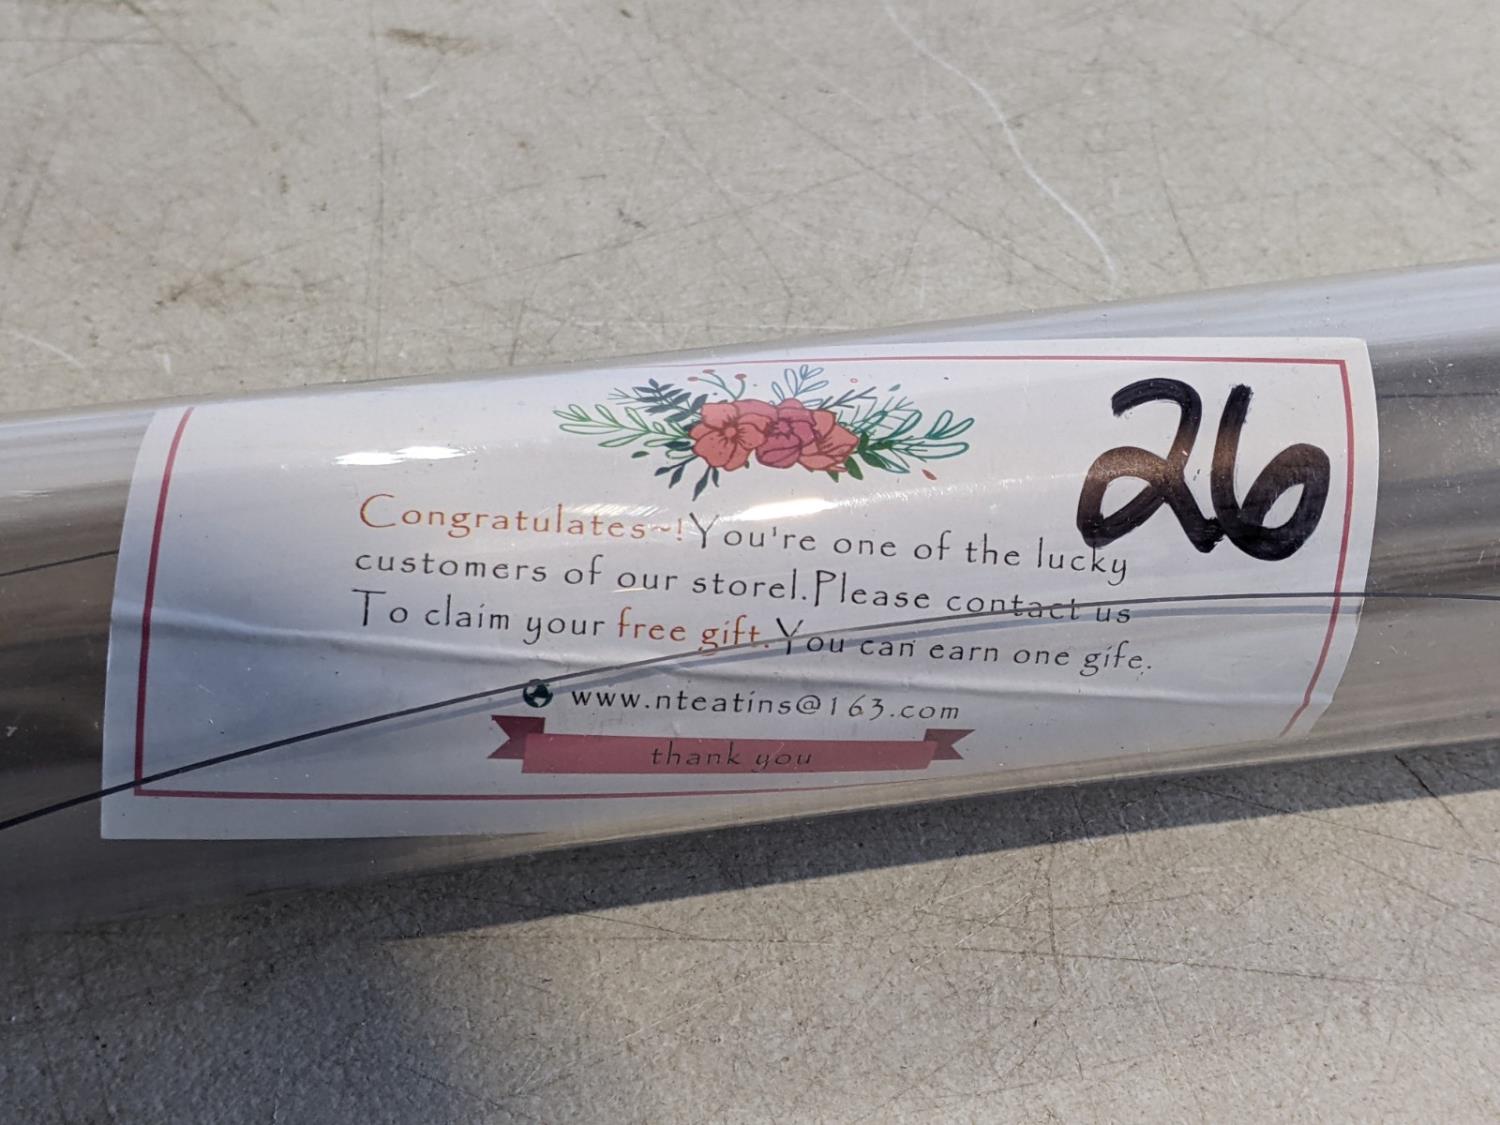 26
Congratulates~! You're one of the lucky
customers of our storel.Please contact us
To claim your free gift. You can earn one gife.
www.nteatins@163.com
thank you